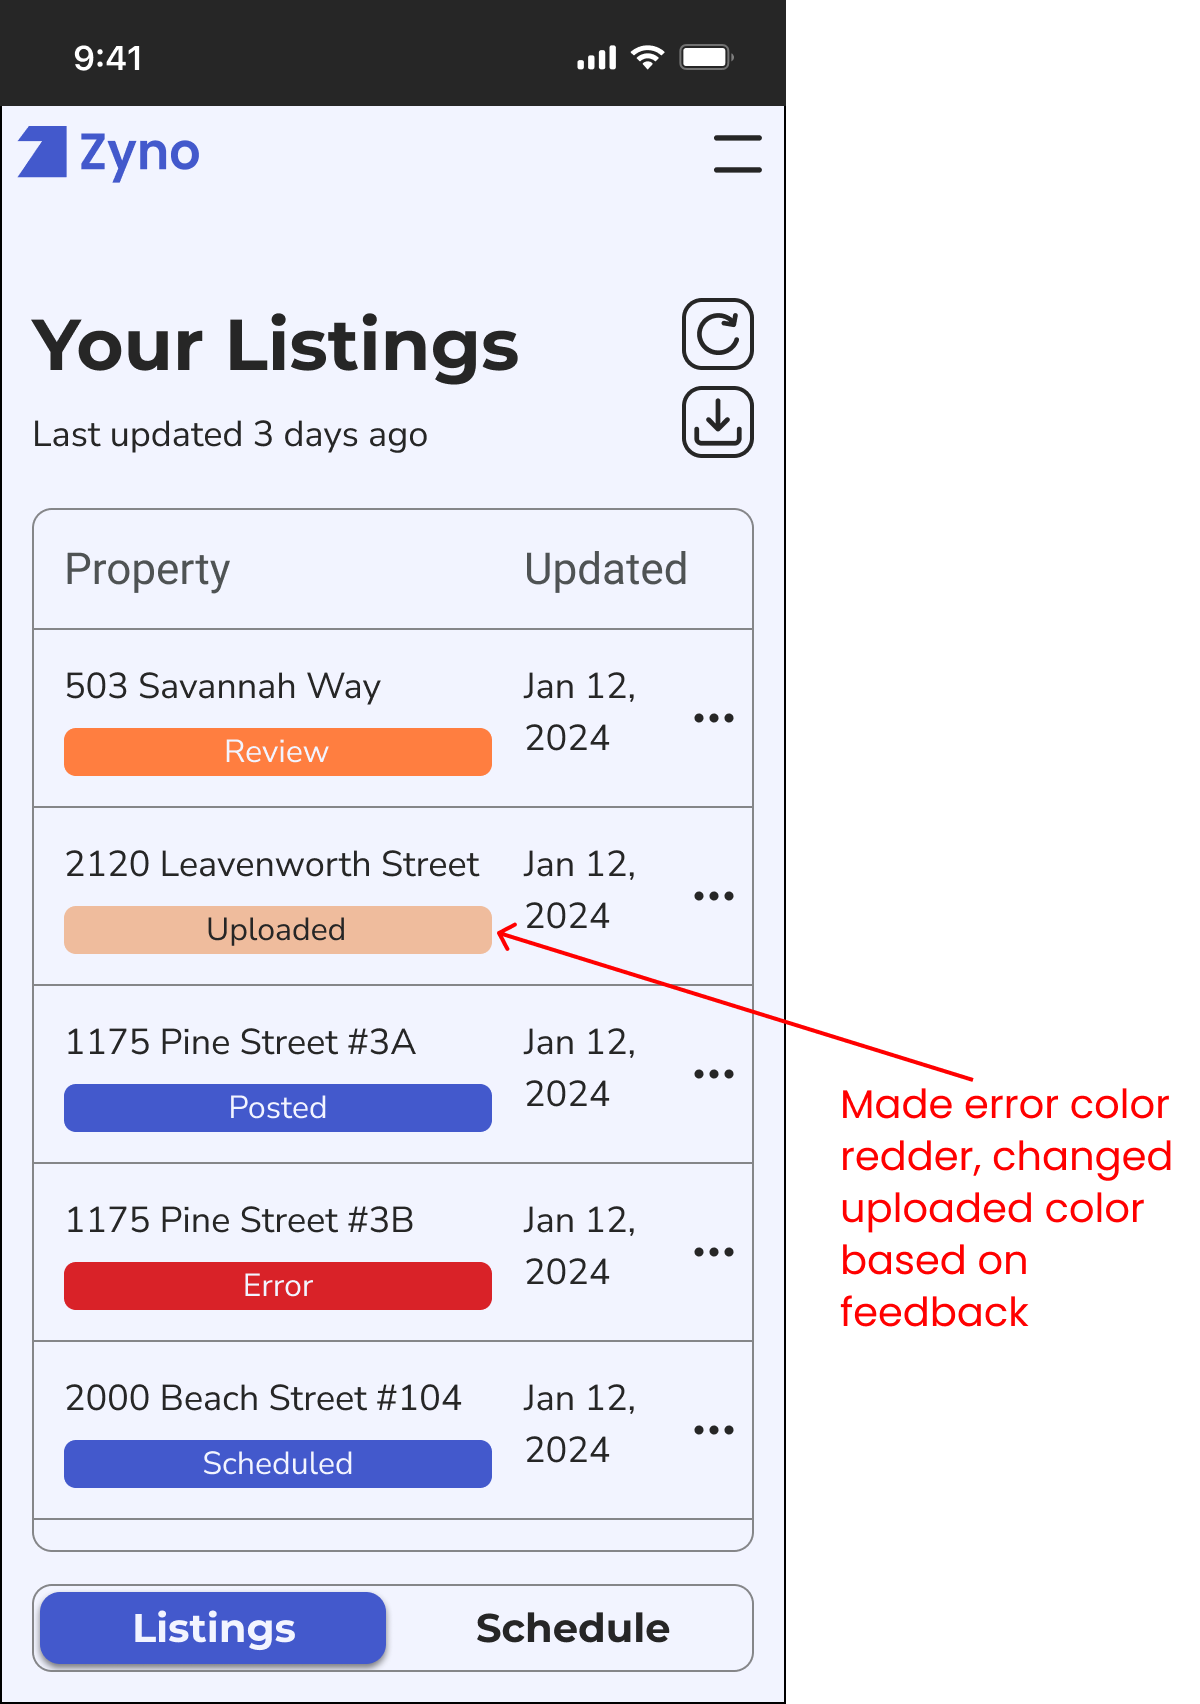 9:41
Zyno
Your Listings
Last updated 3 days ago
Property Updated
503 Savannah Way
Jan 12,
2024
Review
2120 Leavenworth Street
Jan 12,
2024
Uploaded
1175 Pine Street #3A
Jan 12,
2024
Posted
1175 Pine Street #3B
Jan 12,
2024
Error
2000 Beach Street #104
Jan 12,
2024
Scheduled
Listings Schedule
Made error color
redder, changed
uploaded color
based on
feedback